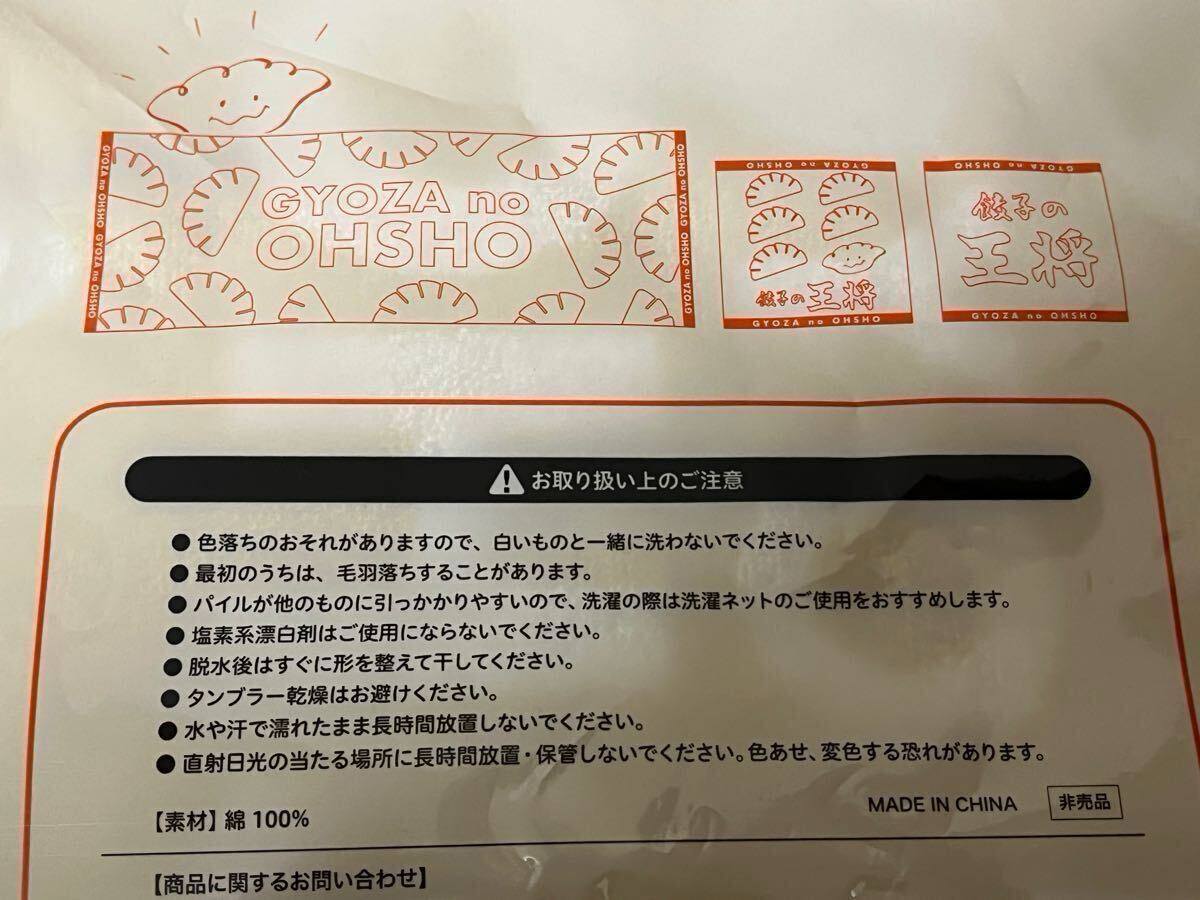 GYOZA no OHSHO GYOZA no OHSHO
GYOZA no
OHSHO
GYOZA no OHSHO GYOZA no OHSHO
GYOZA no OHSHO
餃子の王将
GYOZA no OHSHO
GYOZA no OHSHO
餃子の
王将
GYOZA no OHSHO
お取り扱い上のご注意
● 色落ちのおそれがありますので、白いものと一緒に洗わないでください。
● 最初のうちは、毛羽落ちすることがあります。
● パイルが他のものに引っかかりやすいので、洗濯の際は洗濯ネットのご使用をおすすめします。
● 塩素系漂白剤はご使用にならないでください。
● 脱水後はすぐに形を整えて干してください。
● タンブラー乾燥はお避けください。
● 水や汗で濡れたまま長時間放置しないでください。
● 直射日光の当たる場所に長時間放置・保管しないでください。色あせ、変色する恐れがあります。
【素材】綿 100%
MADE IN CHINA 非売品
【商品に関するお問い合わせ】